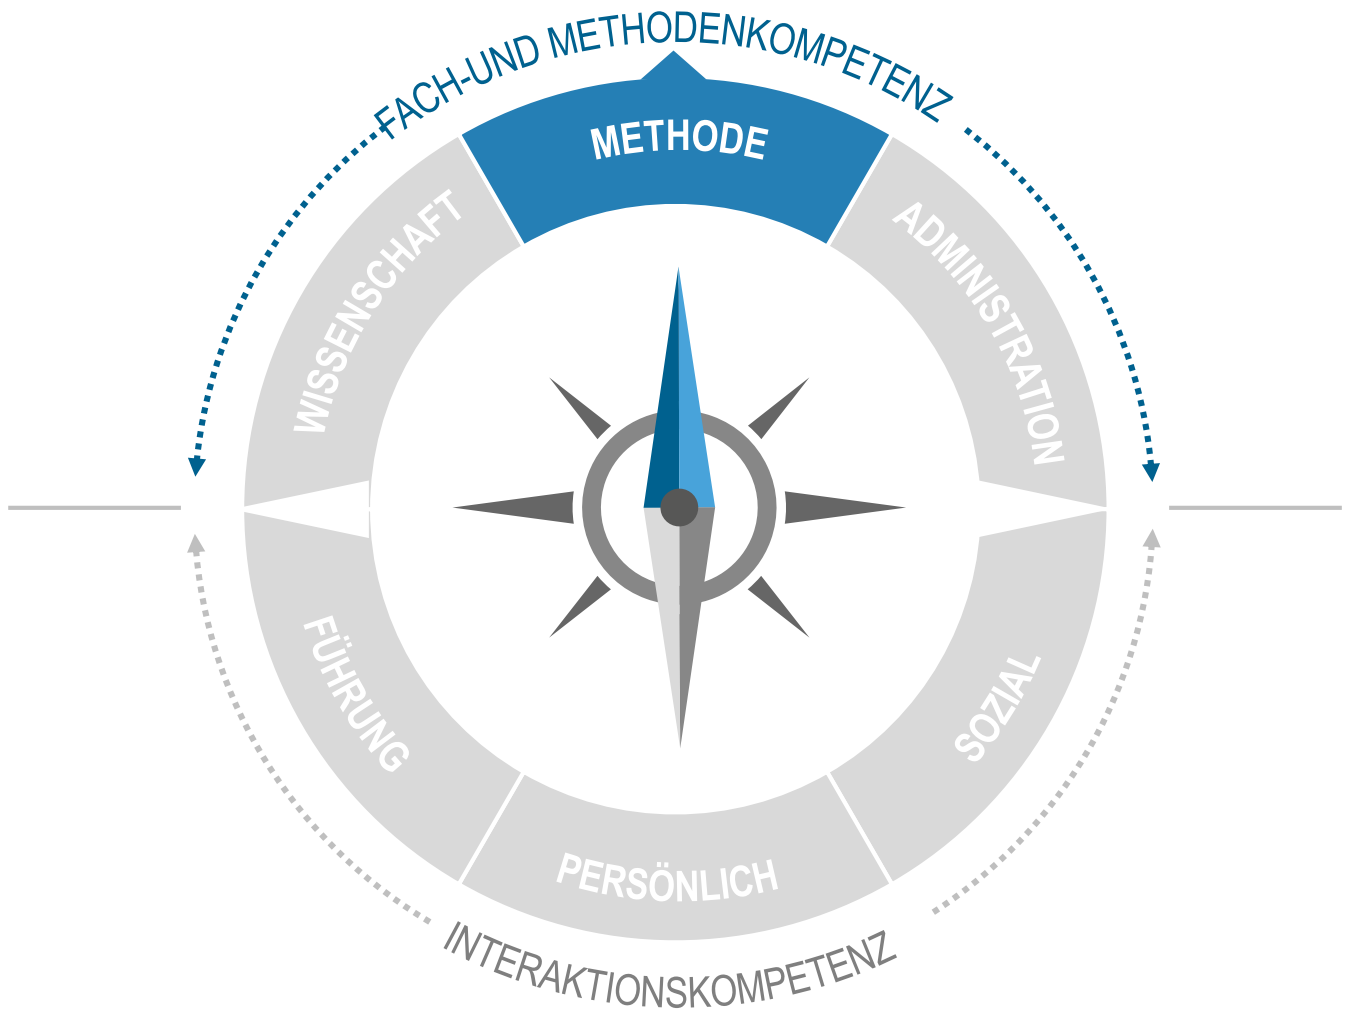 FACH-UND METHODENKOMPETENZ
METHODE
WISSENSCHAFT
ADMINISTRATION
FÜHRUNG
SOZIAL
PERSÖNLICH
INTERAKTIONSKOMPETENZ